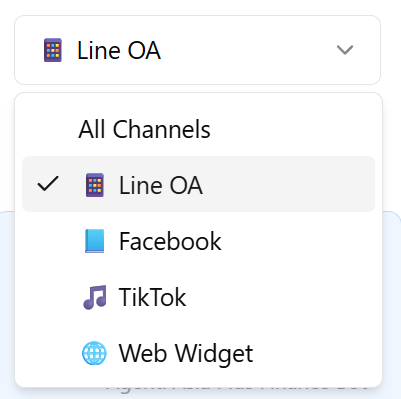 Line OA
All Channels
Line OA
Facebook
TikTok
Web Widget